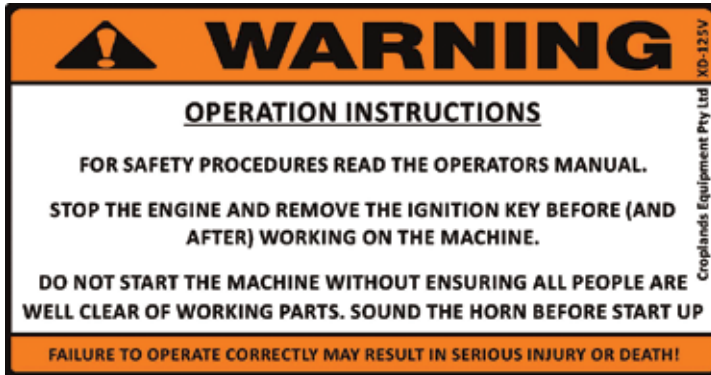 WARNING
OPERATION INSTRUCTIONS
FOR SAFETY PROCEDURES READ THE OPERATORS MANUAL.
STOP THE ENGINE AND REMOVE THE IGNITION KEY BEFORE (AND
AFTER) WORKING ON THE MACHINE.
DO NOT START THE MACHINE WITHOUT ENSURING ALL PEOPLE ARE
WELL CLEAR OF WORKING PARTS. SOUND THE HORN BEFORE START UP
FAILURE TO OPERATE CORRECTLY MAY RESULT IN SERIOUS INJURY OR DEATH!
Croplands Equipment Pty Ltd XD-125V